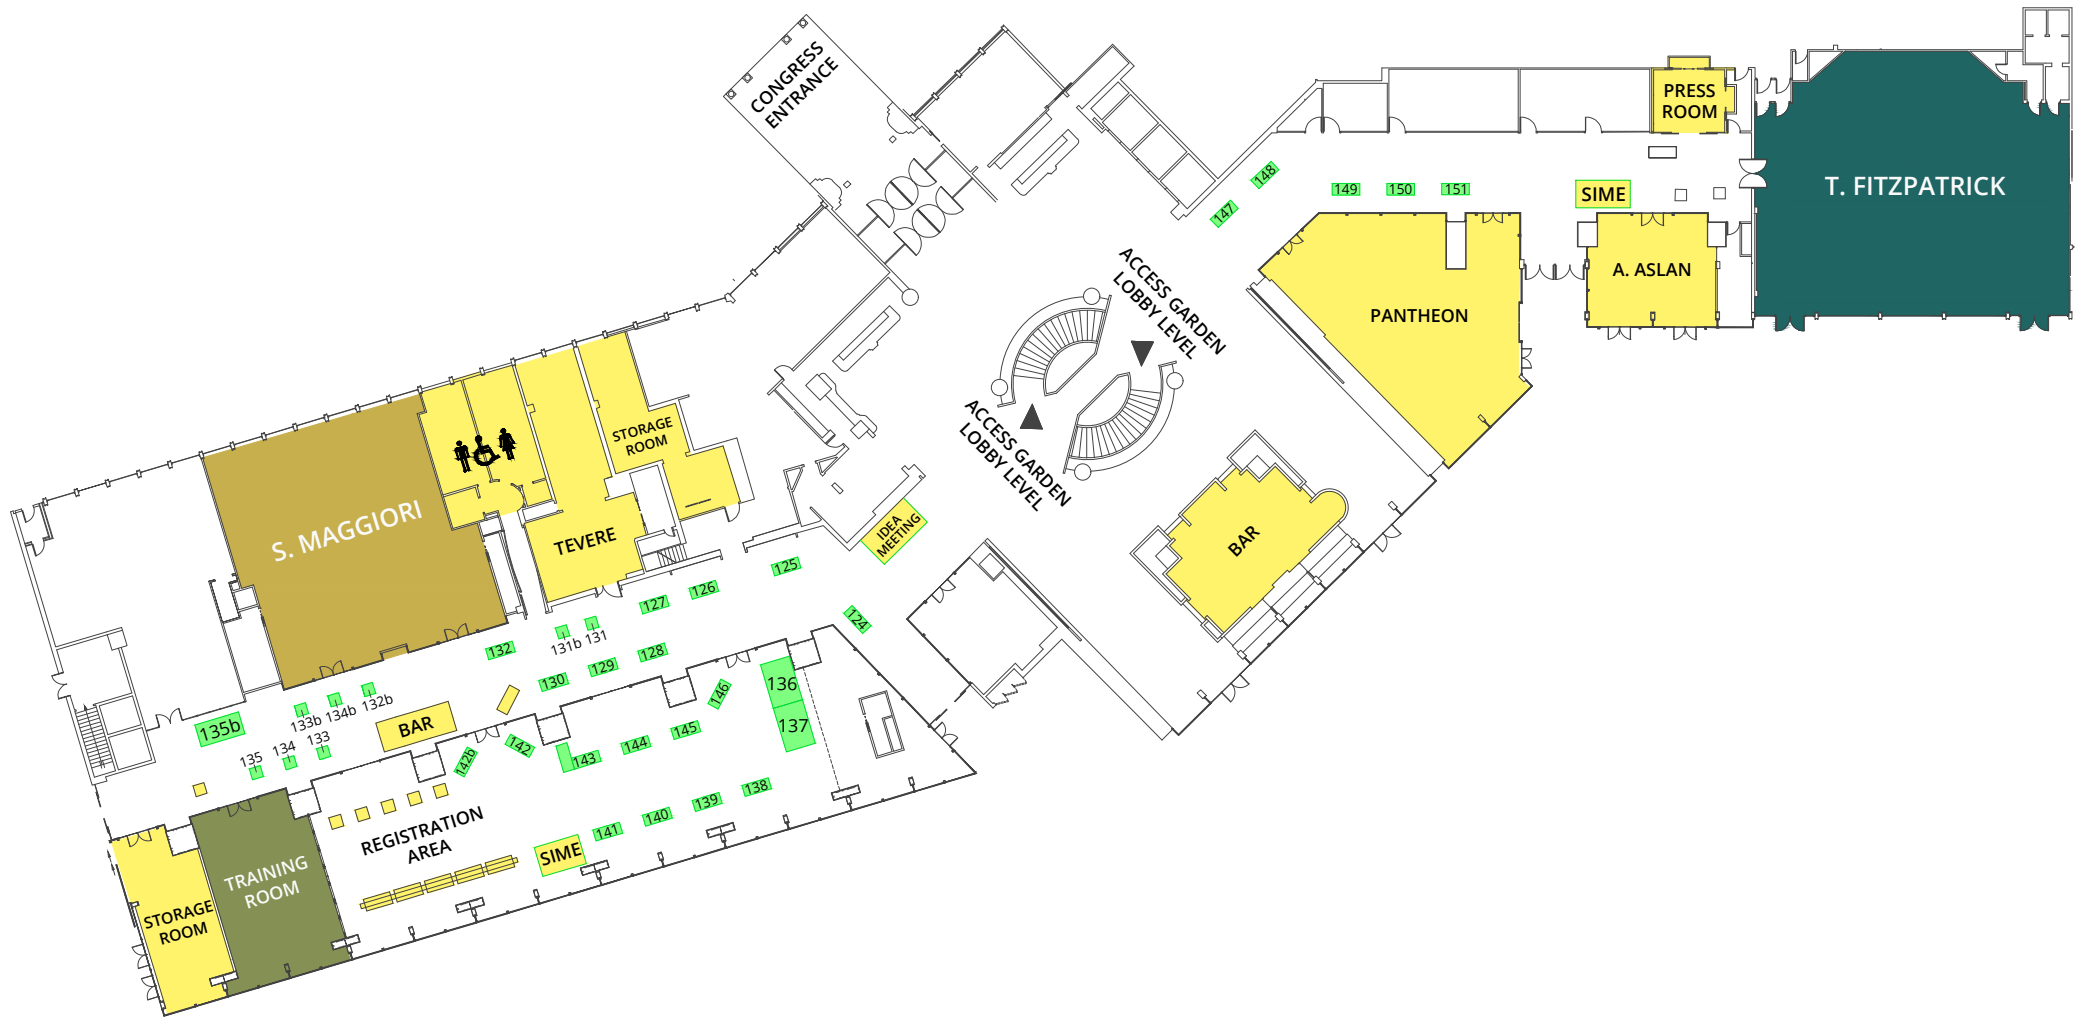 CONGRESS
ENTRANCE
PRESS
ROOM
T. FITZPATRICK
148
147
149
150
151
SIME
A. ASLAN
PANTHEON
ACCESS GARDEN
LOBBY LEVEL
ACCESS GARDEN
LOBBY LEVEL
BAR
STORAGE
ROOM
S. MAGGIORI
TEVERE
IDEA
MEETING
125
126
127
124
131b
131
132
128
129
130
136
137
146
145
144
143
142
142b
132b
134b
133b
135b
133
134
135
BAR
138
139
140
141
SIME
REGISTRATION
AREA
TRAINING
ROOM
STORAGE
ROOM